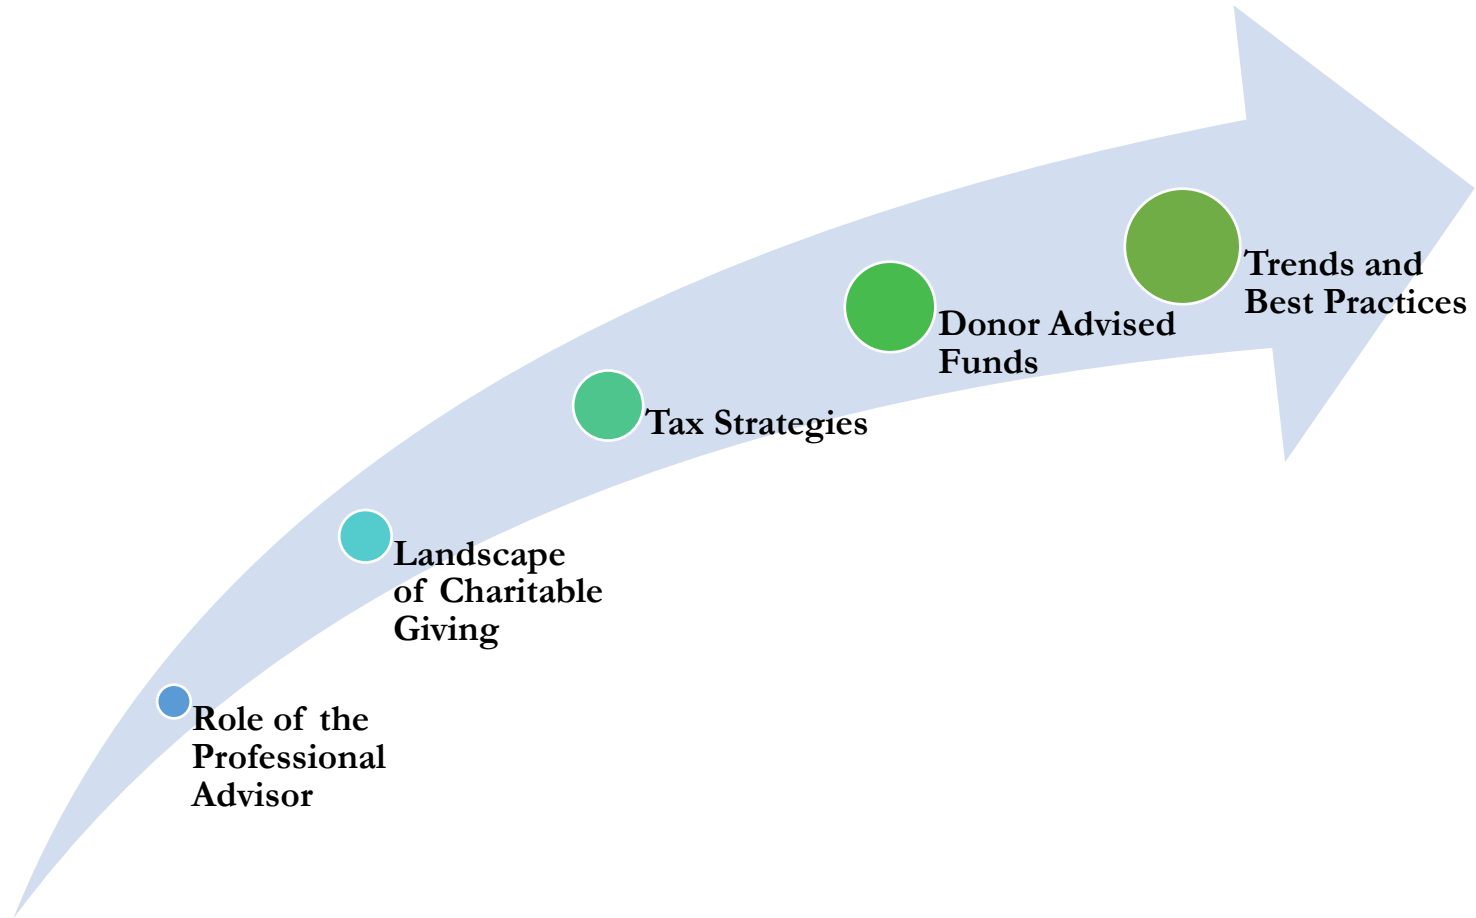 Role of the
Professional
Advisor
Landscape
of Charitable
Giving
Tax Strategies
Donor Advised
Funds
Trends and
Best Practices